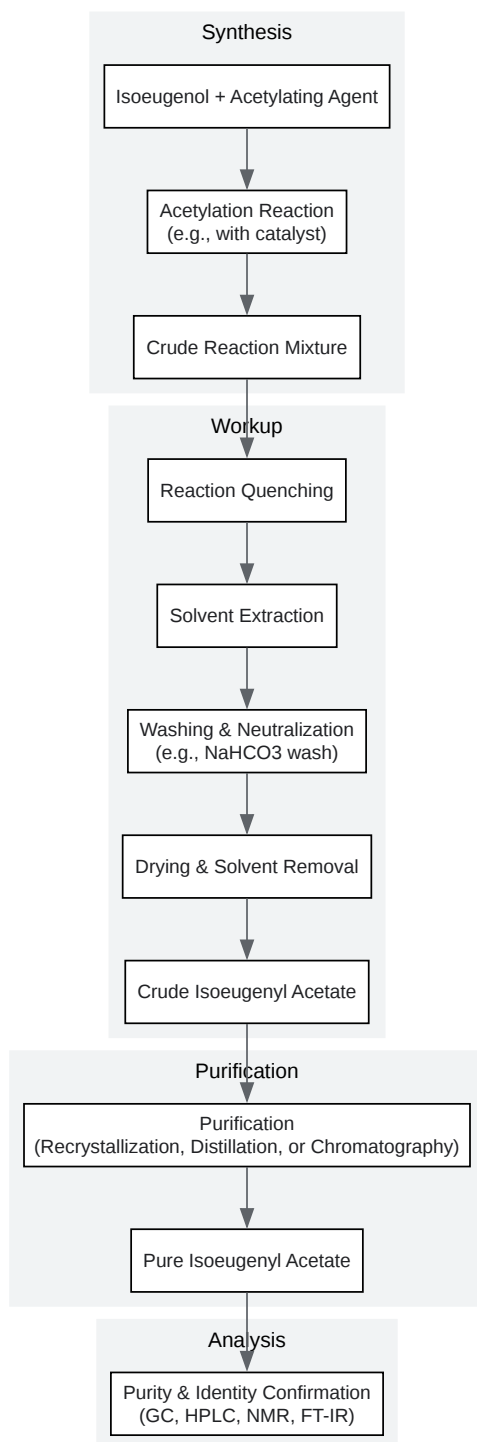 Synthesis
Isoeugenol + Acetylating Agent
Acetylation Reaction
(e.g., with catalyst)
Crude Reaction Mixture
Workup
Reaction Quenching
Solvent Extraction
Washing & Neutralization
(e.g., NaHCO3 wash)
Drying & Solvent Removal
Crude Isoeugenyl Acetate
Purification
Purification
(Recrystallization, Distillation, or Chromatography)
Pure Isoeugenyl Acetate
Analysis
Purity & Identity Confirmation
(GC, HPLC, NMR, FT-IR)